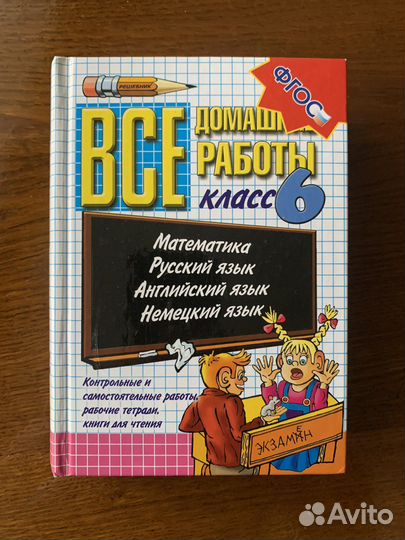 РЕШЕБНИК
ФГОС
ВСЕ ДОМАШНИЕ
РАБОТЫ
класс 6
Математика
Русский язык
Английский язык
Немецкий язык
Контрольные и
самостоятельные работы,
рабочие тетради,
книги для чтения
Е
ЭКЗАМИН
Avito